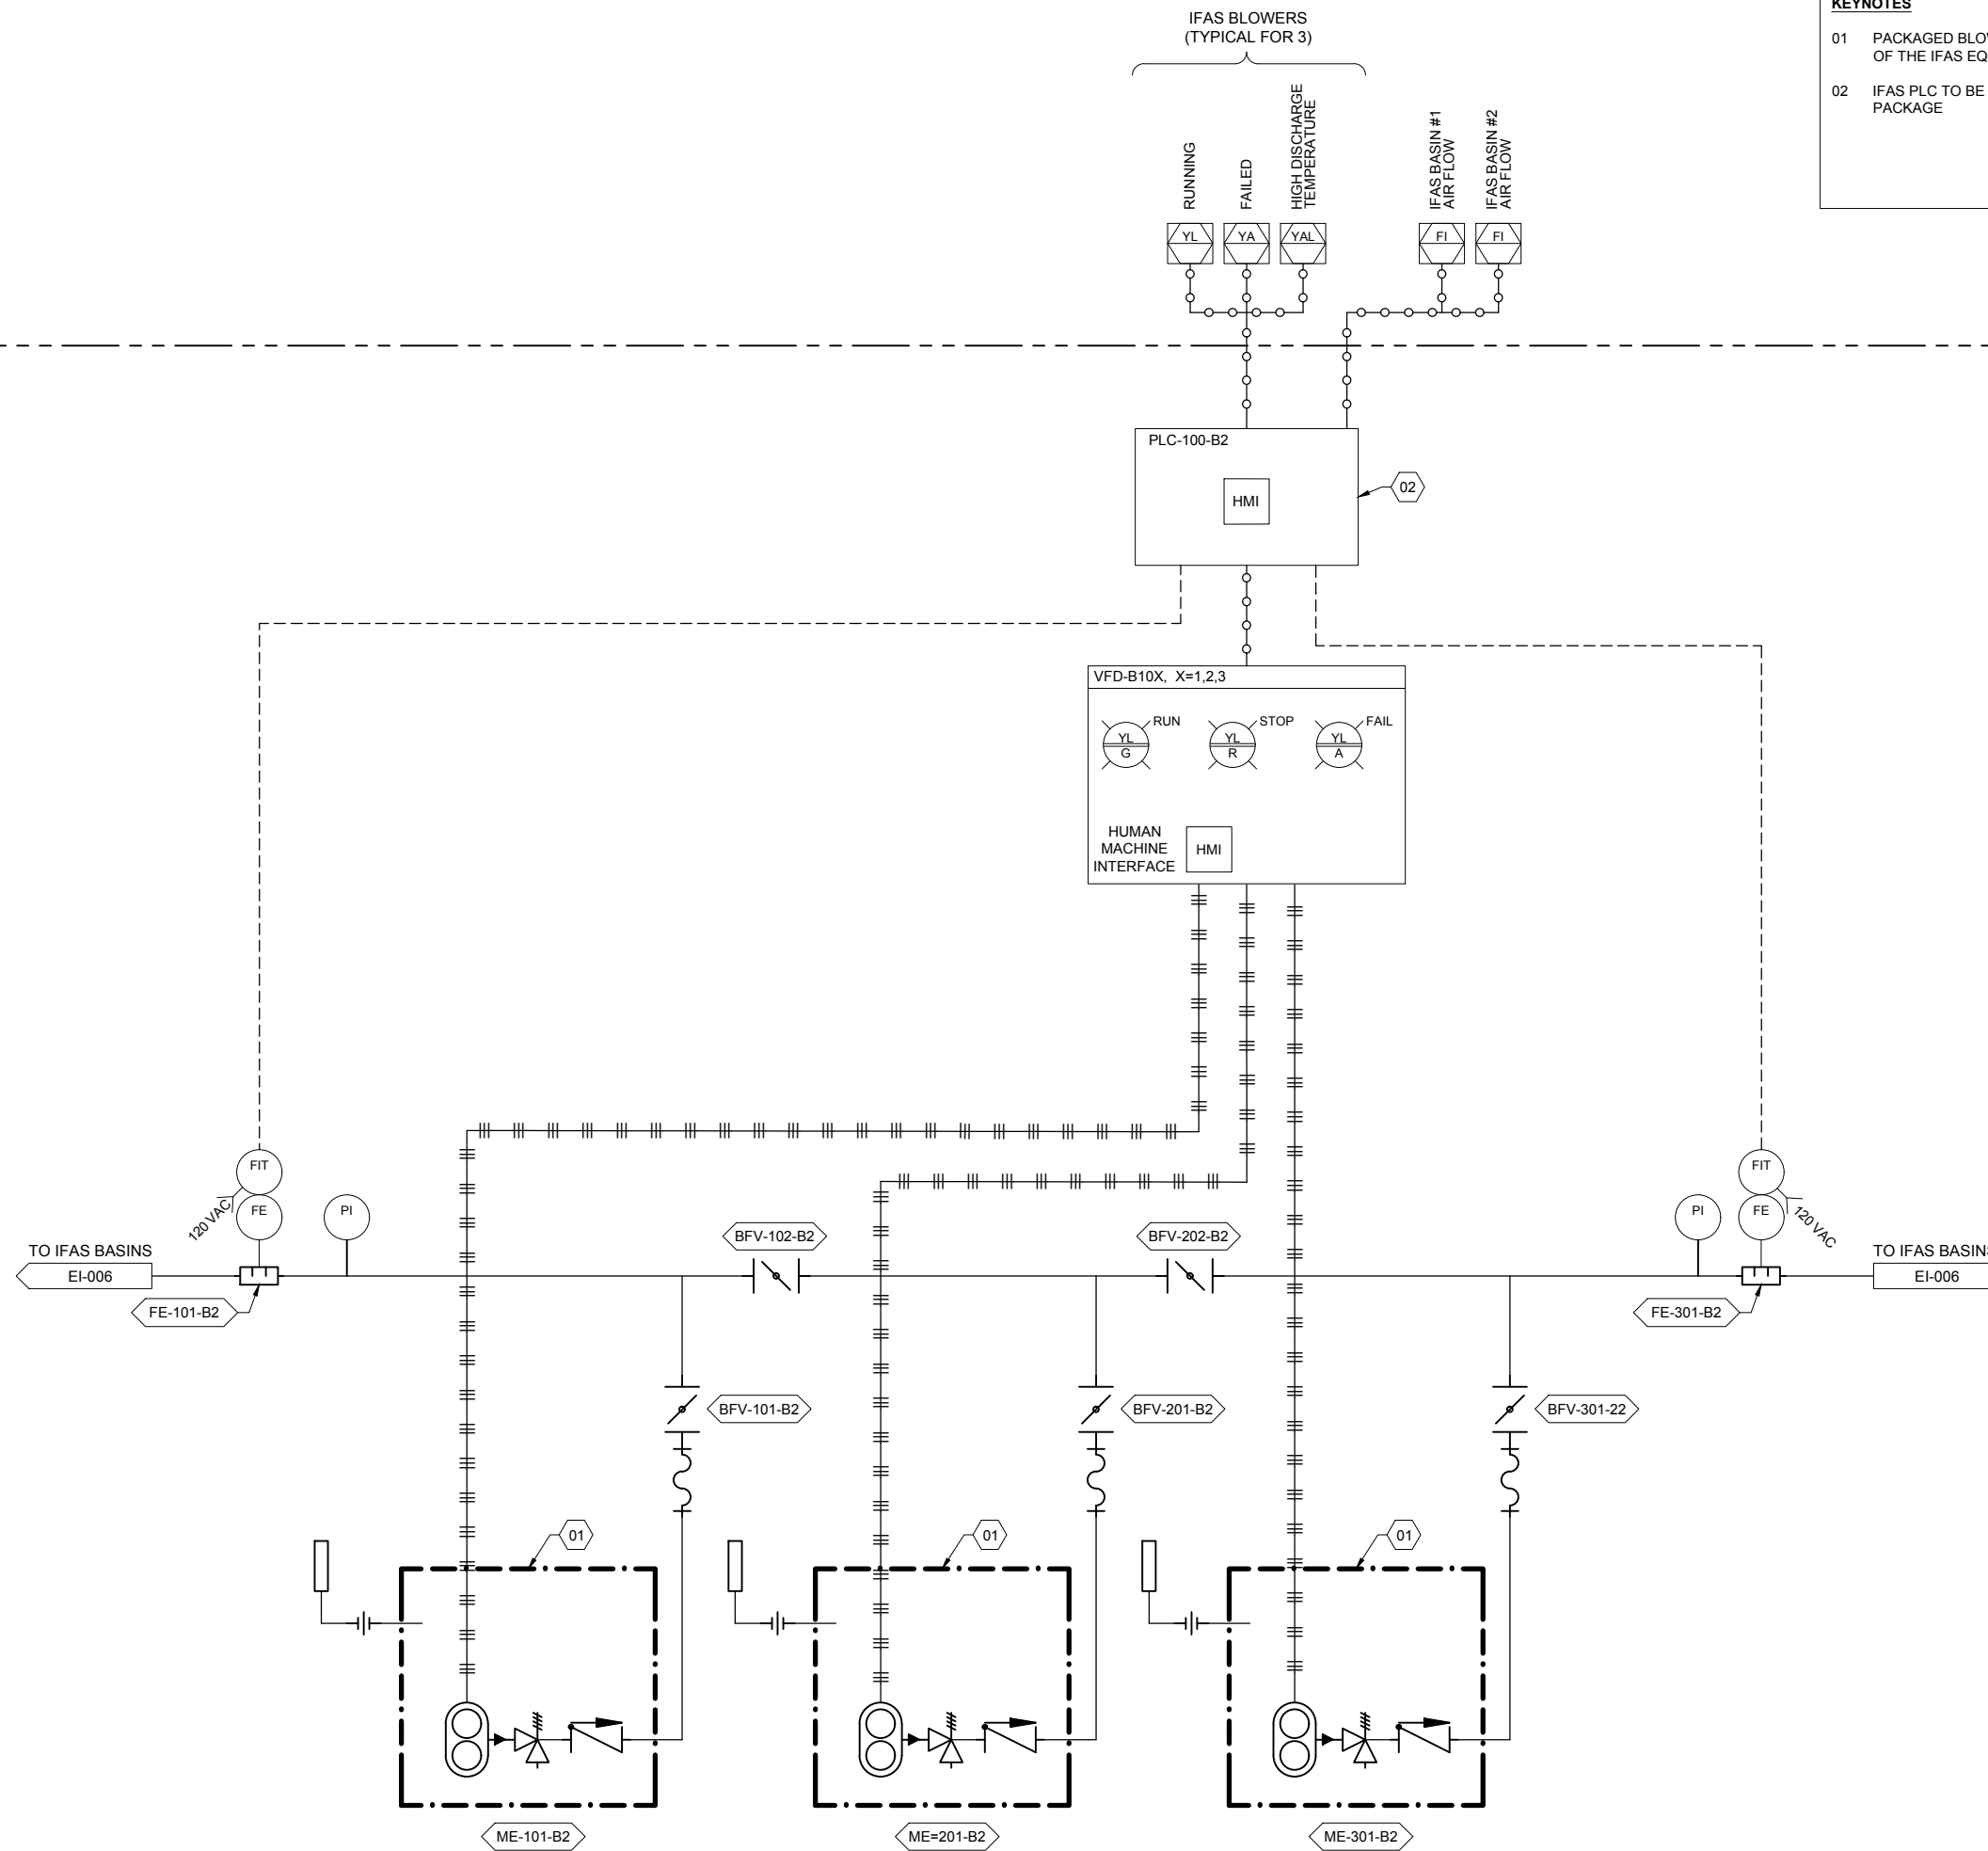 KEYNOTES
01 PACKAGED
OF THE IFAS
02 IFAS PLC TO BE
PACKAGE
IFAS BLOWERS
(TYPICAL FOR 3)
RUNNING
FAILED
HIGH DISCHARGE
TEMPERATURE
IFAS BASIN #1
AIR FLOW
IFAS BASIN #2
AIR FLOW
YL
YA
YAL
FI
FI
PLC-100-B2
HMI
02
VFD-B10X, X=1,2,3
YL
G
RUN
YL
R
STOP
YL
A
FAIL
HUMAN
MACHINE
INTERFACE
HMI
FIT
FE
120 VAC
PI
BFV-102-B2
BFV-202-B2
PI
FIT
FE
120 VAC
TO IFAS BASINS
EI-006
FE-101-B2
TO IFAS
EI-006
FE-301-B2
BFV-101-B2
BFV-201-B2
BFV-301-22
01
01
01
ME-101-B2
ME=201-B2
ME-301-B2